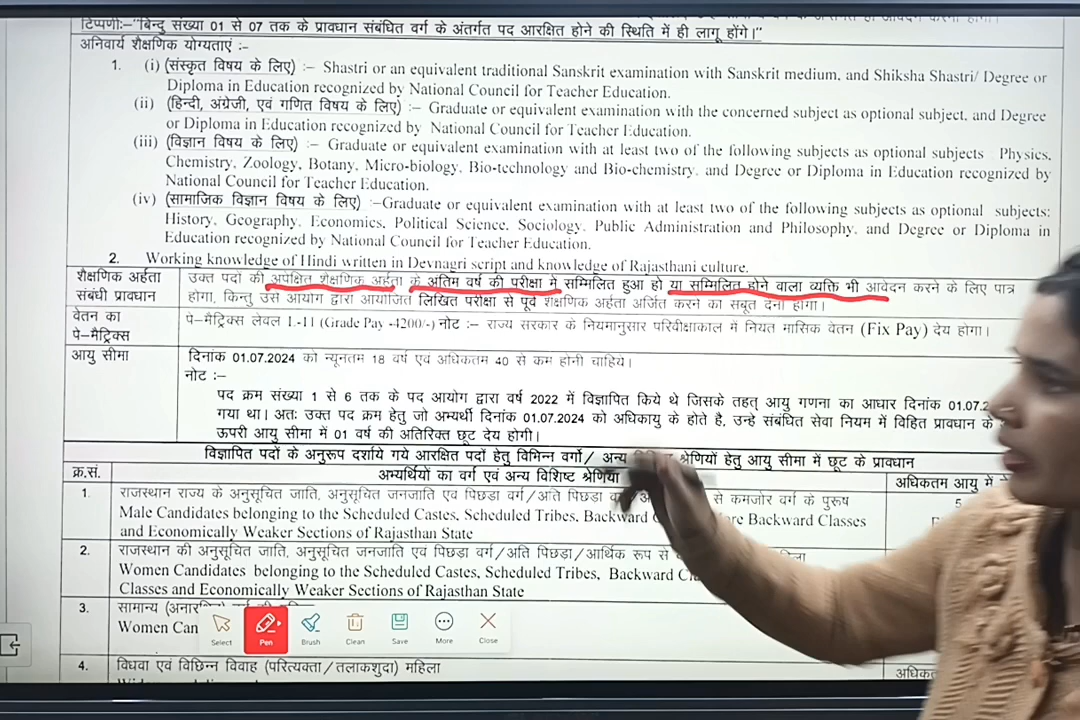 टिप्पणीः–"बिन्दु संख्या 01 से 07 तक के प्रावधान संबंधित वर्ग के अंतर्गत पद आरक्षित होने की स्थिति में ही लागू होंगे।"
अनिवार्य शैक्षणिक योग्यताएं :–
1. (i) (संस्कृत विषय के लिए) :– Shastri or an equivalent traditional Sanskrit examination with Sanskrit medium, and Shiksha Shastri/ Degree or
Diploma in Education recognized by National Council for Teacher Education.
(ii) (हिन्दी, अंग्रेजी, एवं गणित विषय के लिए) :– Graduate or equivalent examination with the concerned subject as optional subject, and Degree
or Diploma in Education recognized by National Council for Teacher Education.
(iii) (विज्ञान विषय के लिए) :– Graduate or equivalent examination with at least two of the following subjects as optional subjects Physics,
Chemistry, Zoology, Botany, Micro-biology, Bio-technology and Bio-chemistry, and Degree or Diploma in Education recognized by
National Council for Teacher Education.
(iv) (सामाजिक विज्ञान विषय के लिए) :–Graduate or equivalent examination with at least two of the following subjects as optional subjects:
History, Geography, Economics, Political Science, Sociology, Public Administration and Philosophy, and Degree or Diploma in
Education recognized by National Council for Teacher Education.
2. Working knowledge of Hindi written in Devnagri script and knowledge of Rajasthani culture.
शैक्षणिक अर्हता संबंधी प्रावधान
उक्त पदों की अपेक्षित शैक्षणिक अर्हता के अंतिम वर्ष की परीक्षा में सम्मिलित हुआ हो या सम्मिलित होने वाला व्यक्ति भी आवेदन करने के लिए पात्र
होगा, किन्तु उसे आयोग द्वारा आयोजित लिखित परीक्षा से पूर्व शैक्षणिक अर्हता अर्जित करने का सबूत देना होगा।
वेतन का पे–मैट्रिक्स
पे–मैट्रिक्स लेवल L-11 (Grade Pay -4200/-) नोट :– राज्य सरकार के नियमानुसार परिवीक्षाकाल में नियत मासिक वेतन (Fix Pay) देय होगा।
आयु सीमा
दिनांक 01.07.2024 को न्यूनतम 18 वर्ष एवं अधिकतम 40 से कम होनी चाहिये।
नोट :–
पद क्रम संख्या 1 से 6 तक के पद आयोग द्वारा वर्ष 2022 में विज्ञापित किये थे जिसके तहत् आयु गणना का आधार दिनांक 01.07.2
गया था। अतः उक्त पद क्रम हेतु जो अभ्यर्थी दिनांक 01.07.2024 को अधिकायु के होते है, उन्हे संबंधित सेवा नियम में विहित प्रावधान के
ऊपरी आयु सीमा में 01 वर्ष की अतिरिक्त छूट देय होगी।
विज्ञापित पदों के अनुरूप दर्शाये गये आरक्षित पदों हेतु विभिन्न वर्गो/ अन्य श्रेणियों हेतु आयु सीमा में छूट के प्रावधान
क्र.सं. अभ्यर्थियों का वर्ग एवं अन्य विशिष्ट श्रेणियां अधिकतम आयु में
1. राजस्थान राज्य के अनुसूचित जाति, अनुसूचित जनजाति एवं पिछड़ा वर्ग/अति पिछड़ा से कमजोर वर्ग के पुरूष 5
Male Candidates belonging to the Scheduled Castes, Scheduled Tribes, Backward Backward Classes
and Economically Weaker Sections of Rajasthan State
2. राजस्थान की अनुसूचित जाति, अनुसूचित जनजाति एवं पिछड़ा वर्ग/अति पिछड़ा/आर्थिक रूप से
Women Candidates belonging to the Scheduled Castes, Scheduled Tribes, Backward
Classes and Economically Weaker Sections of Rajasthan State
3. सामान्य
Women
Select Pen Brush Clean Save More Close
4. विधवा एवं विछिन्न विवाह (परित्यक्ता/तलाकशुदा) महिला